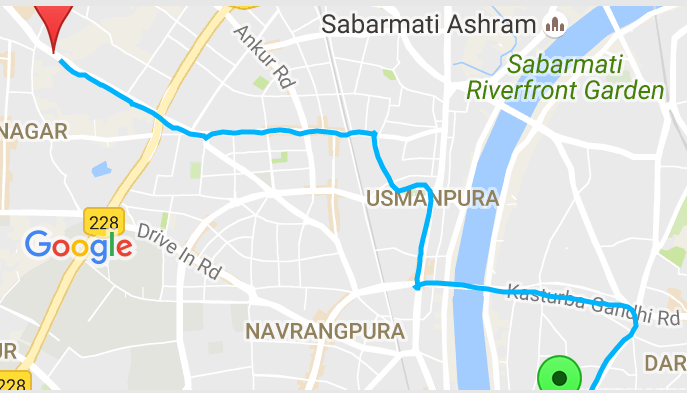 Sabarmati Ashram
Ankur Rd
Sabarmati
Riverfront Garden
NAGAR
USMANPURA
228
Google
Drive In Rd
Kasturba Gandhi Rd
NAVRANGPURA
UR
DAR
228